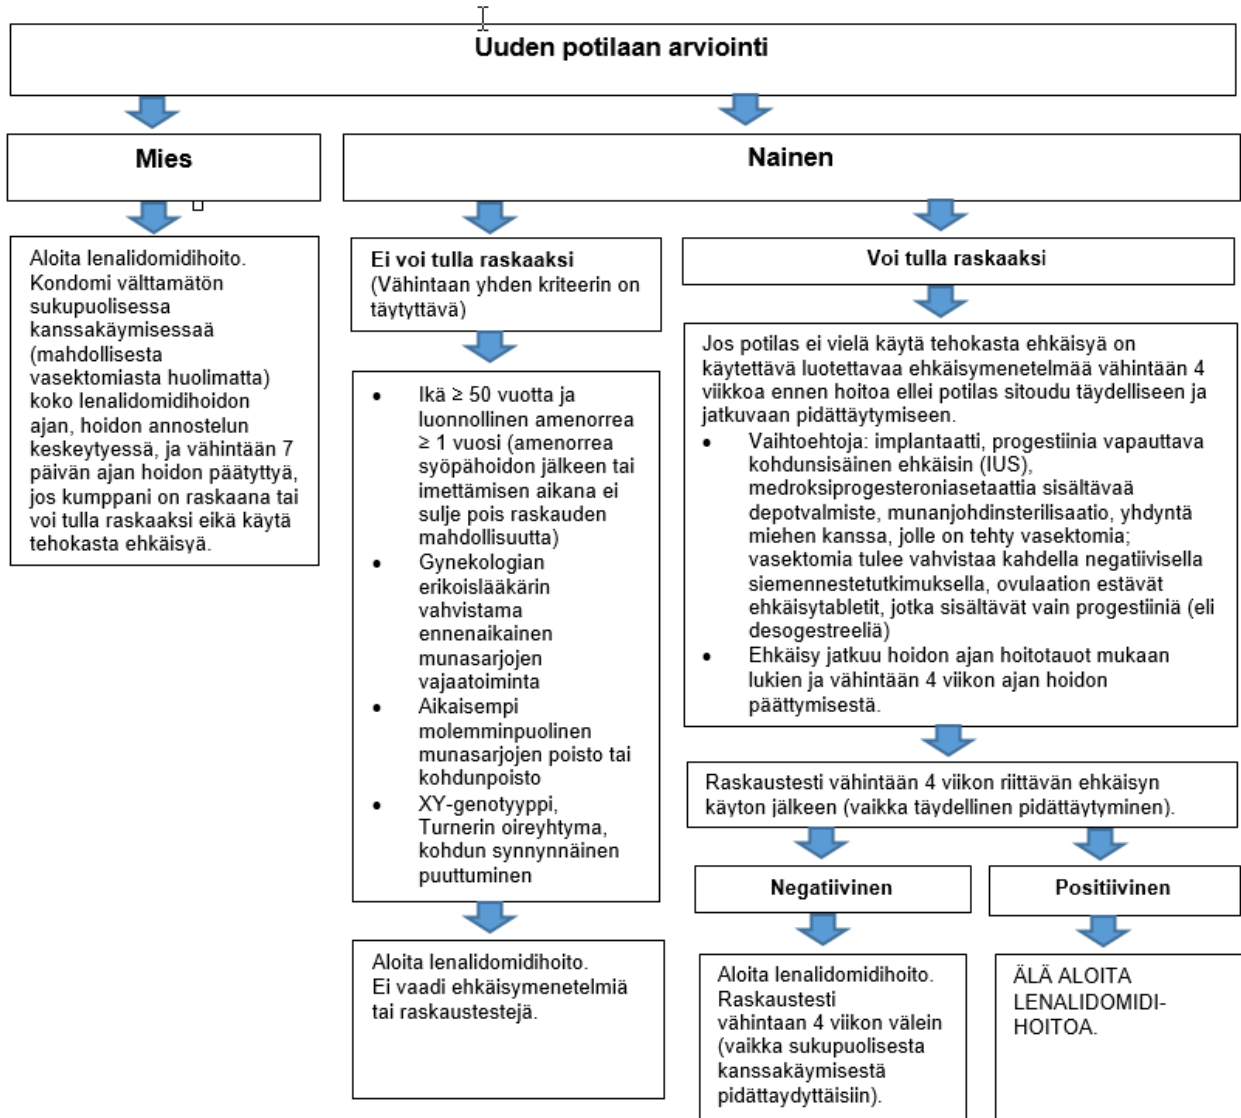 Uuden potilaan arviointi
Mies
Nainen
Aloita lenalidomidihoito.
Kondomi välttämätön
sukupuolisessa
kanssakäymisessaä
(mahdollisesta
vasektomiasta huolimatta)
koko lenalidomidihoidon
ajan, hoidon annostelun
keskeytyessä, ja vähintään 7
päivän ajan hoidon päätyttyä,
jos kumppani on raskaana tai
voi tulla raskaaksi eikä käytä
tehokasta ehkäisyä.
Ei voi tulla raskaaksi
(Vähintaan yhden kriteerin on
täytyttävä)
• Ikä ≥ 50 vuotta ja
luonnollinen amenorrea
≥ 1 vuosi (amenorrea
syöpähoidon jälkeen tai
imettämisen aikana ei
sulje pois raskauden
mahdollisuutta)
• Gynekologian
erikoislääkärin
vahvistama
ennenaikainen
munasarjojen
vajaatoiminta
• Aikaisempi
molemminpuolinen
munasarjojen poisto tai
kohdunpoisto
• XY-genotyyppi,
Turnerin oireyhtyma,
kohdun synnynnäinen
puuttuminen
Aloita lenalidomidihoito.
Ei vaadi ehkäisymenetelmiä
tai raskaustestejä.
Voi tulla raskaaksi
Jos potilas ei vielä käytä tehokasta ehkäisyä on
käytettävä luotettavaa ehkäisymenetelmää vähintään 4
viikkoa ennen hoitoa ellei potilas sitoudu täydelliseen ja
jatkuvaan pidättäytymiseen.
• Vaihtoehtoja: implantaatti, progestiinia vapauttava
kohdunsisäinen ehkäisin (IUS),
medroksiprogesteroniasetaattia sisältävaä
depotvalmiste, munanjohdinsterilisaatio, yhdyntä
miehen kanssa, jolle on tehty vasektomia;
vasektomia tulee vahvistaa kahdella negatiivisella
siemennestetutkimuksella, ovulaation estävät
ehkäisytabletit, jotka sisältävät vain progestiiniä (eli
desogestreeliä)
• Ehkäisy jatkuu hoidon ajan hoitotauot mukaan
lukien ja vähintään 4 viikon ajan hoidon
päättymisestä.
Raskaustesti vähintään 4 viikon riittävän ehkäisyn
käyton jälkeen (vaikka täydellinen pidättäytyminen).
Negatiivinen
Positiivinen
Aloita lenalidomidihoito.
Raskaustesti
vähintaan 4 viikon välein
(vaikka sukupuolisesta
kanssakäymisestä
pidättaydyttäisiin).
ÄLÄ ALOITA
LENALIDOMIDI-
HOITOA.